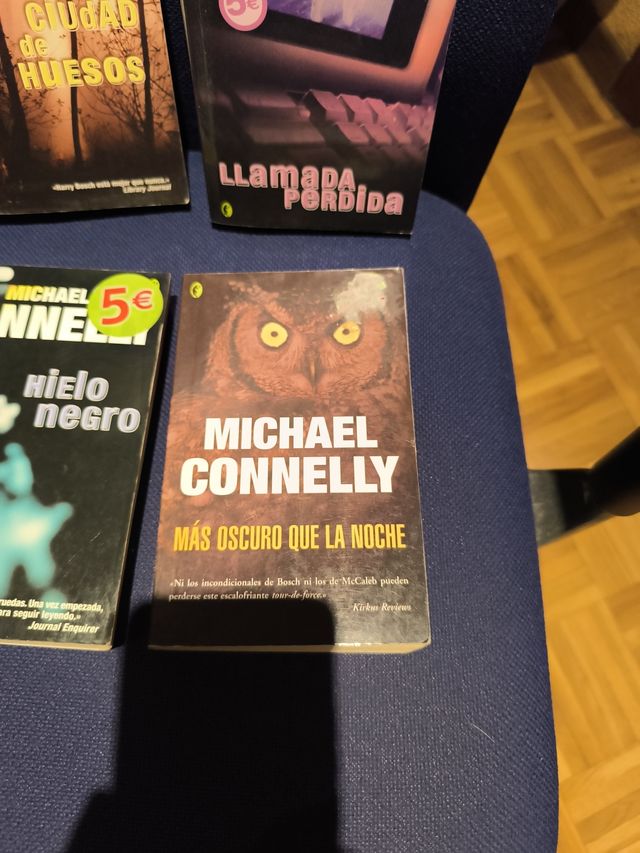 CIUDAD
de
HUESOS
«Harry Bosch está mejor que nunca.»
Library Journal
5€
LLAMADA
PERDIDA
MICHAEL
5€
HIELO
NEGRO
ruedas. Una vez empezada,
para seguir leyendo.»
Journal Enquirer
MICHAEL
CONNELLY
MÁS OSCURO QUE LA NOCHE
«Ni los incondicionales de Bosch ni los de McCaleb pueden
perderse este escalofriante tour-de-force.»
Kirkus Reviews